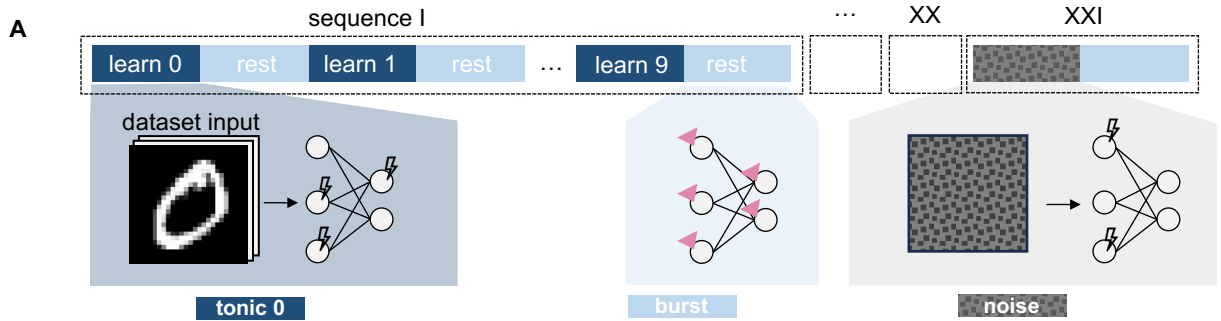 A
sequence I ... XX XXI
learn 0 rest learn 1 rest ... learn 9 rest
dataset input
tonic 0 burst noise